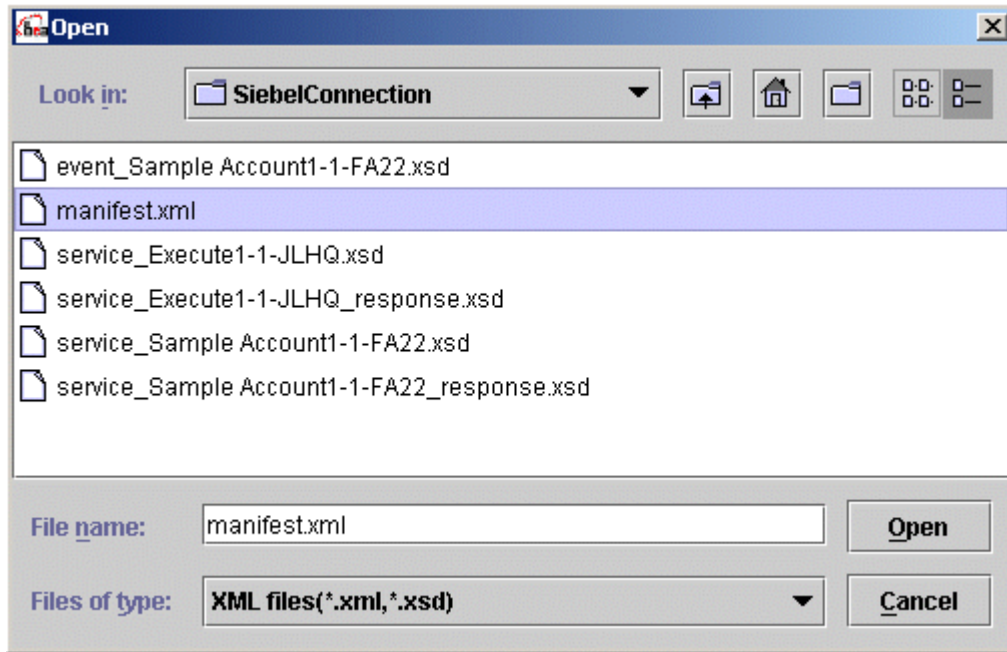 bea Open
Look in: SiebelConnection
event_Sample Account1-1-FA22.xsd
manifest.xml
service_Execute1-1-JLHQ.xsd
service_Execute1-1-JLHQ_response.xsd
service_Sample Account1-1-FA22.xsd
service_Sample Account1-1-FA22_response.xsd
File name: manifest.xml Open
Files of type: XML files(*.xml,*.xsd) Cancel